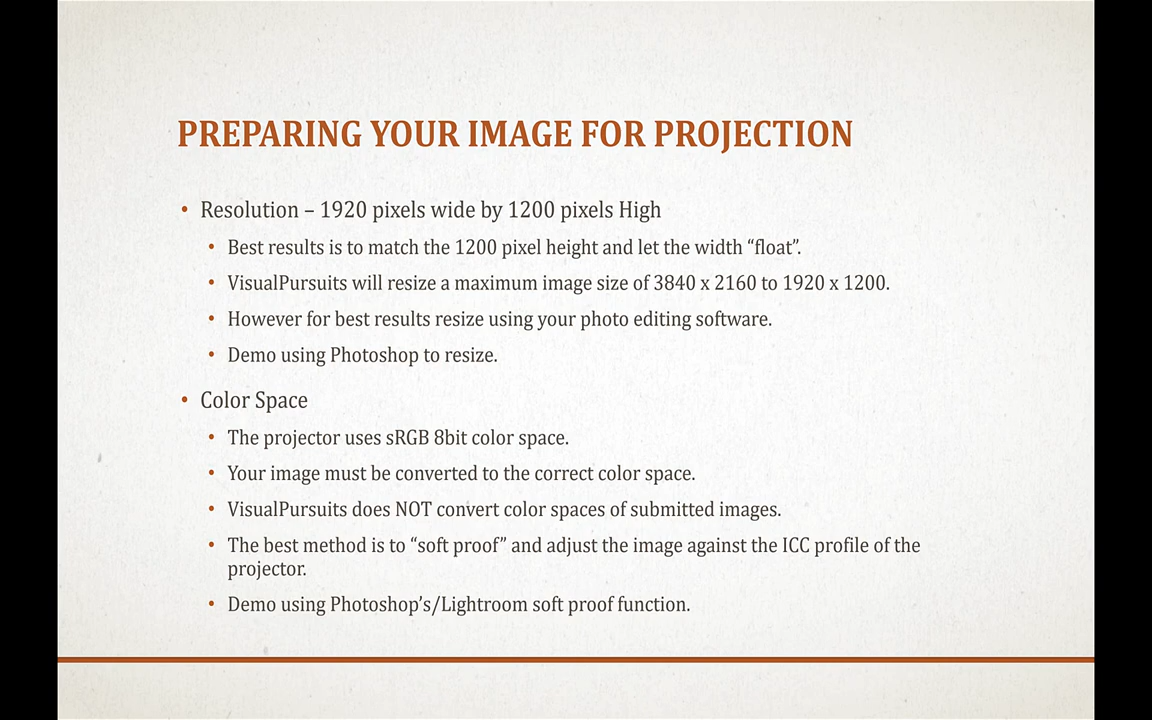 PREPARING YOUR IMAGE FOR PROJECTION
• Resolution – 1920 pixels wide by 1200 pixels High
• Best results is to match the 1200 pixel height and let the width “float”.
• VisualPursuits will resize a maximum image size of 3840 x 2160 to 1920 x 1200.
• However for best results resize using your photo editing software.
• Demo using Photoshop to resize.
• Color Space
• The projector uses sRGB 8bit color space.
• Your image must be converted to the correct color space.
• VisualPursuits does NOT convert color spaces of submitted images.
• The best method is to “soft proof” and adjust the image against the ICC profile of the
projector.
• Demo using Photoshop’s/Lightroom soft proof function.